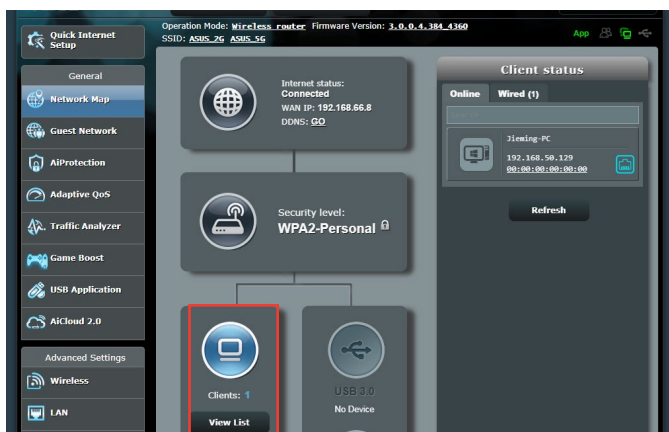 Operation Mode: Wireless router Firmware Version: 3.0.0.4.384_4360
SSID: ASUS_2G ASUS_5G
App
Quick Internet
Setup
General
Network Map
Guest Network
AiProtection
Adaptive QoS
Traffic Analyzer
Game Boost
USB Application
AiCloud 2.0
Advanced Settings
Wireless
LAN
Internet status:
Connected
WAN IP: 192.168.66.8
DDNS: GO
Security level:
WPA2-Personal
Clients: 1
View List
USB 3.0
No Device
Client status
Online Wired (1)
Jieming-PC
192.168.50.129
00:00:00:00:00:00
Refresh